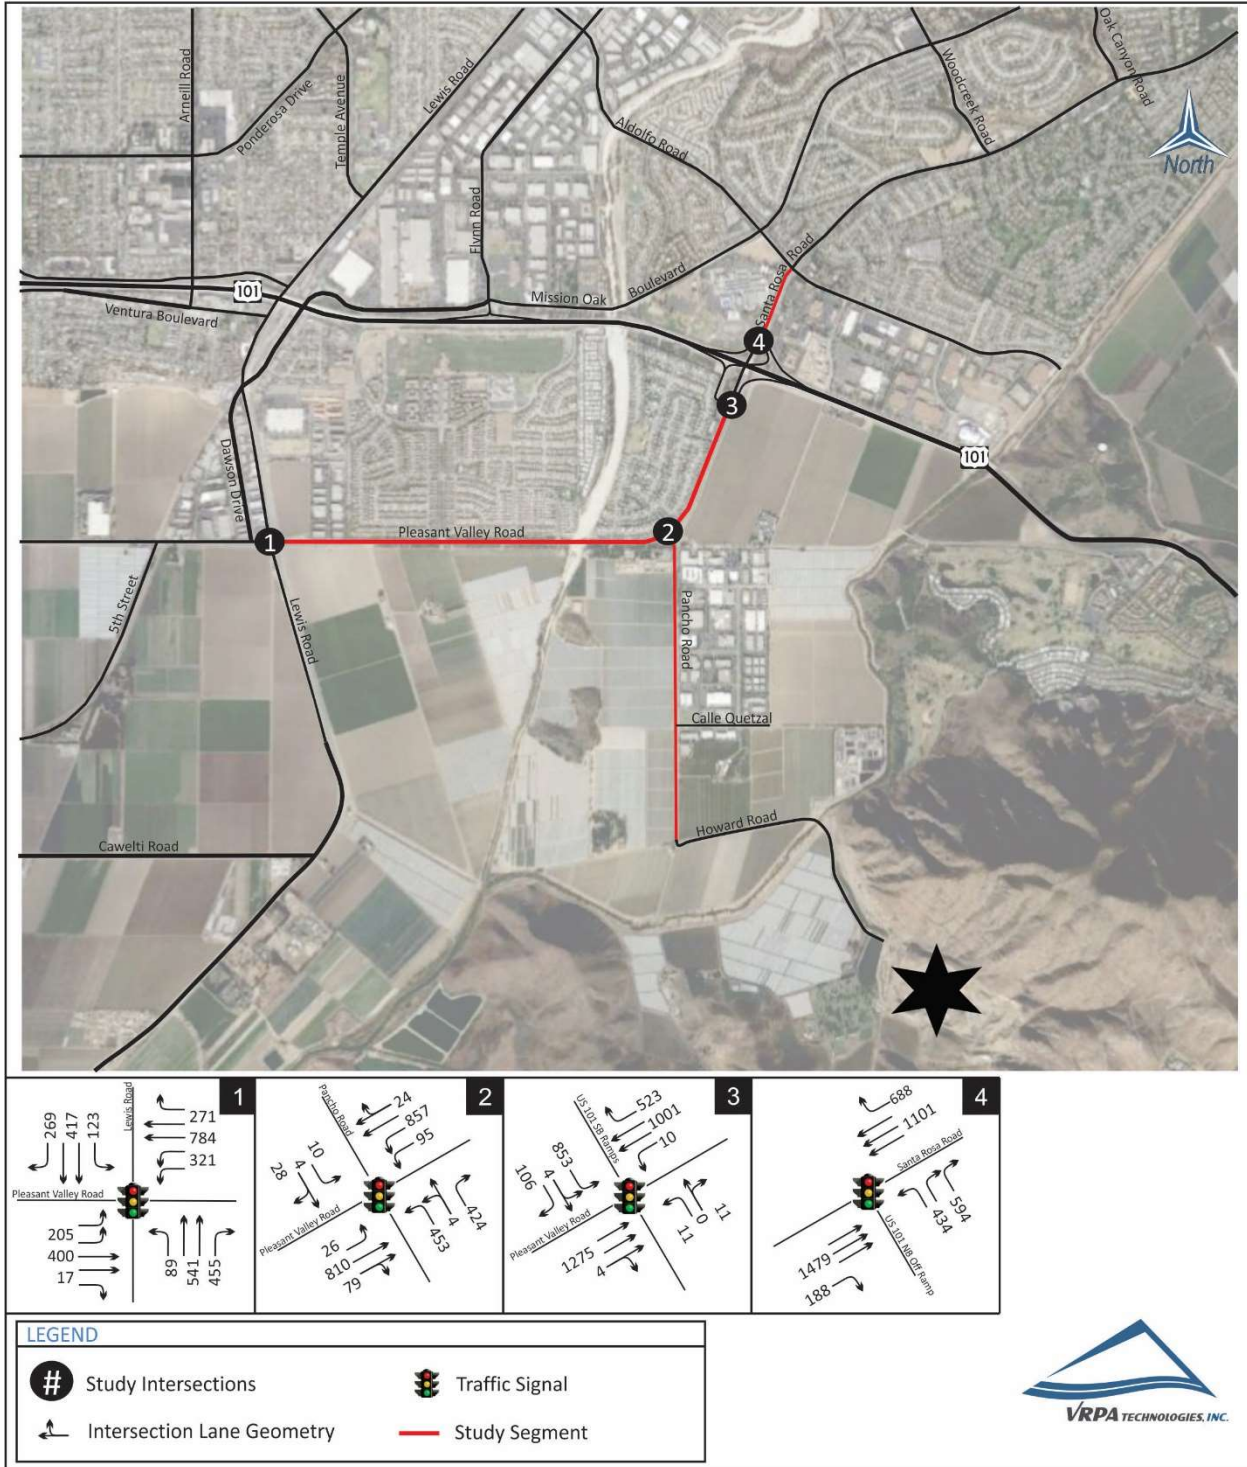 Arneill Road
Ponderosa Drive
Temple Avenue
Lewis Road
Flynn Road
Aldolfo Road
Woodcreek Road
Oak Canyon Road
North
101
Ventura Boulevard
Mission Oak
Boulevard
Santa Rosa Road
4
3
101
Dawson Drive
Pleasant Valley Road
1
2
5th Street
Lewis Road
Pancho Road
Calle Quetzal
Howard Road
Cawelti Road
1
Lewis Road
269
417
123
271
784
321
Pleasant Valley Road
205
400
17
89
541
455
2
Pancho Road
24
857
95
10
4
28
Pleasant Valley Road
26
810
79
453
4
424
3
US 101 SB Ramps
523
1001
10
853
4
106
Pleasant Valley Road
1275
4
11
0
11
4
688
1101
Santa Rosa Road
1479
188
434
594
US 101 NB Off Ramp
LEGEND
# Study Intersections
Traffic Signal
Intersection Lane Geometry
Study Segment
VRPA TECHNOLOGIES, INC.